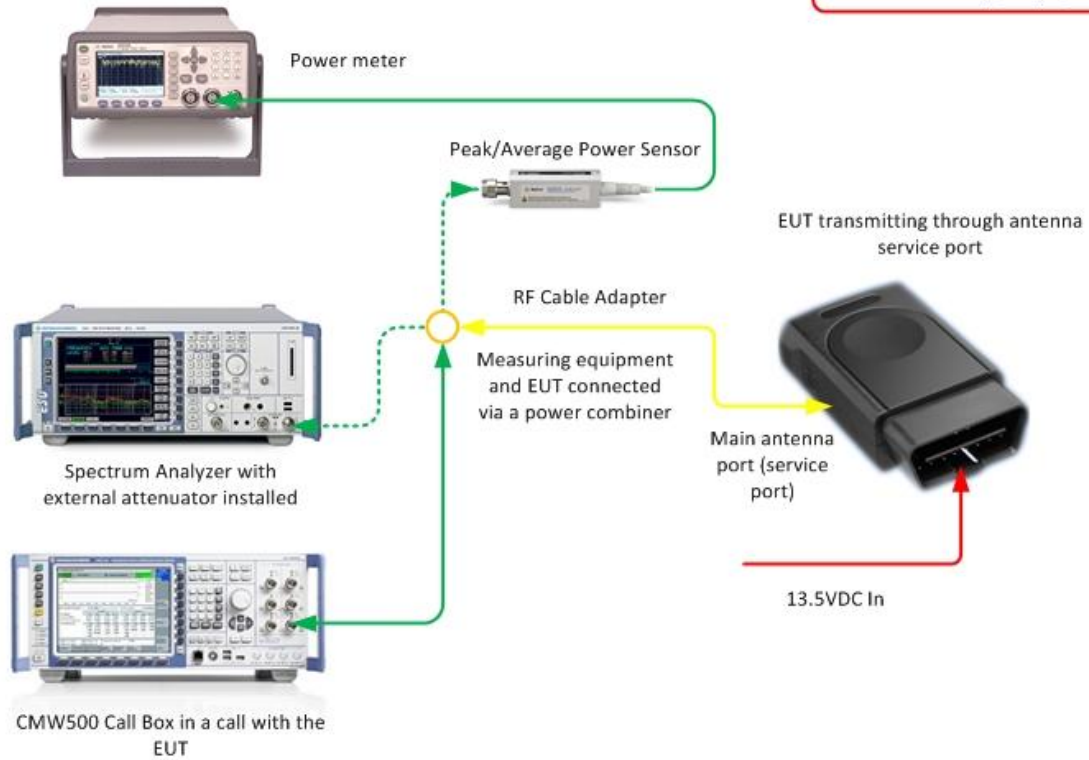 Power meter
Peak/Average Power Sensor
EUT transmitting through antenna
service port
RF Cable Adapter
Measuring equipment
and EUT connected
via a power combiner
Main antenna
port (service
port)
Spectrum Analyzer with
external attenuator installed
13.5VDC In
CMW500 Call Box in a call with the
EUT